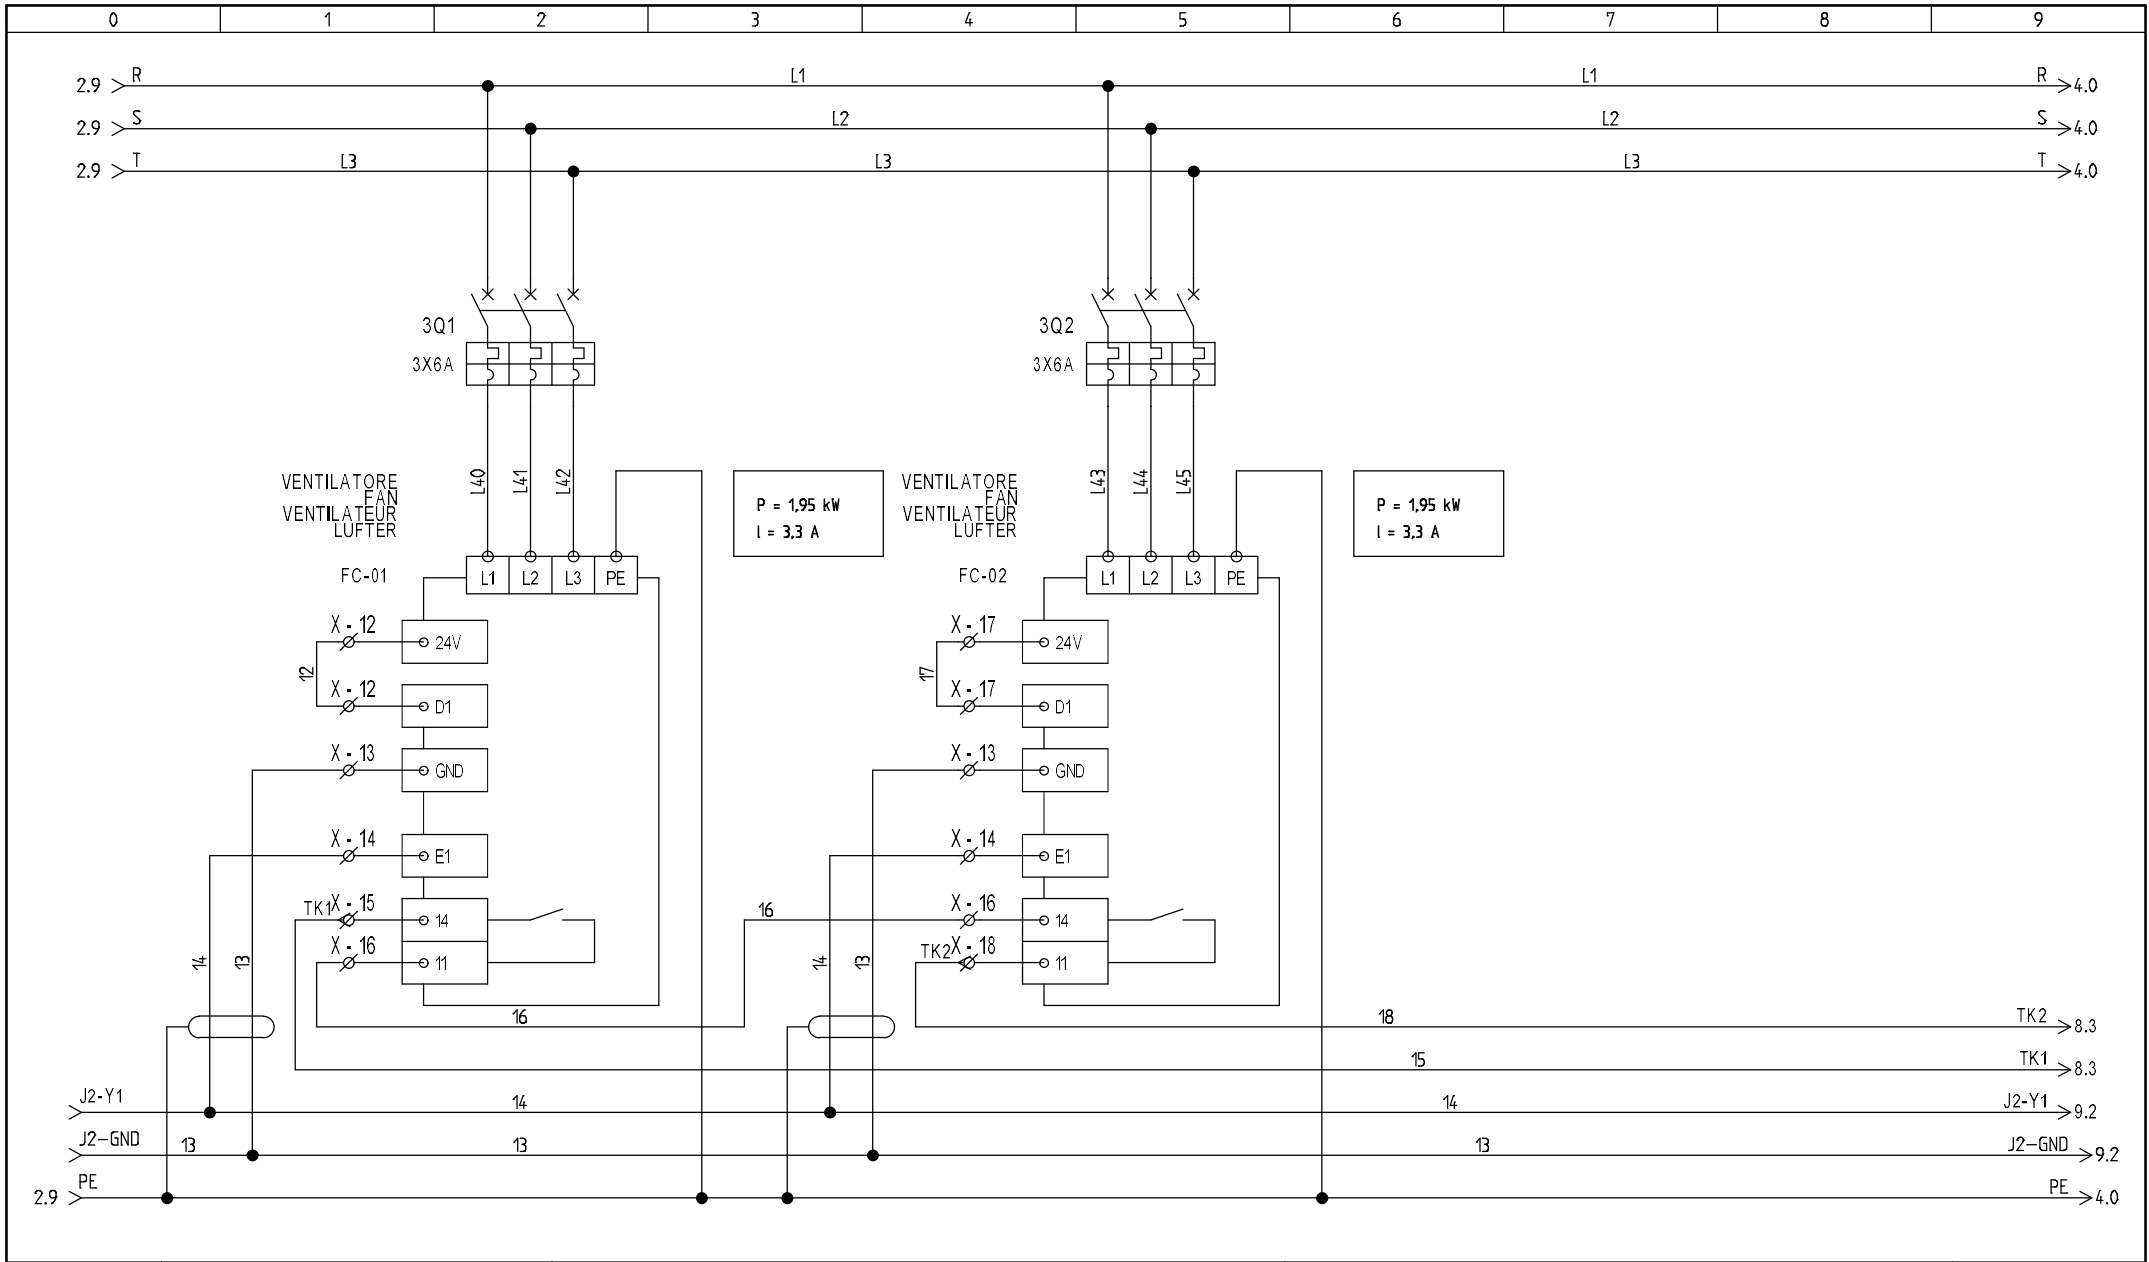 0 1 2 3 4 5 6 7 8 9
2.9 R L1 L1 R 4.0
2.9 S L2 L2 S 4.0
2.9 T L3 L3 L3 T 4.0
3Q1 3Q2
3X6A 3X6A
L40 L41 L42 L43 L44 L45
VENTILATORE VENTILATORE
FAN FAN
VENTILATEUR VENTILATEUR
LUFTER LUFTER
P = 1,95 kW P = 1,95 kW
I = 3,3 A I = 3,3 A
FC-01 L1 L2 L3 PE FC-02 L1 L2 L3 PE
X - 12 X - 17
24V 24V
12 17
X - 12 X - 17
D1 D1
X - 13 X - 13
GND GND
X - 14 X - 14
E1 E1
TK1 X - 15 16 X - 16
14 14
X - 16 TK2 X - 18
14 13 11 14 13 11
16 18 TK2 8.3
15 TK1 8.3
J2-Y1 14 14 J2-Y1 9.2
J2-GND 13 13 13 J2-GND 9.2
2.9 PE PE 4.0